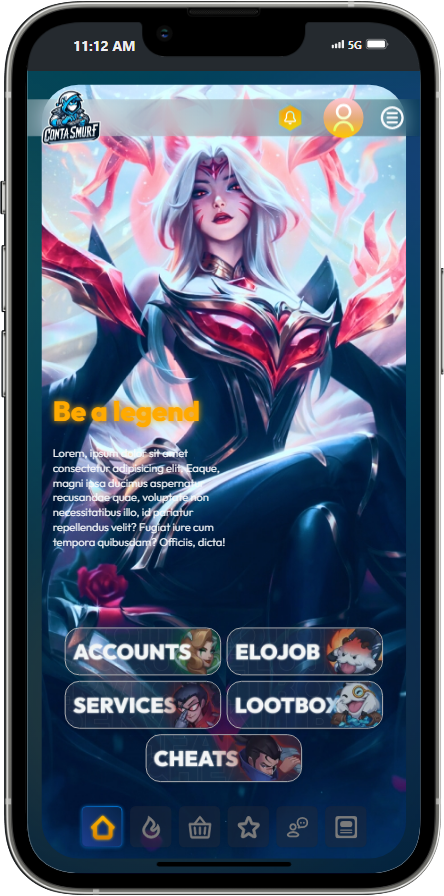 11:12 AM
5G
CONTA SMURF
Be a legend
Lorem, ipsum dolor sit amet
consectetur adipisicing elit. Eaque,
magni ipsa ducimus aspernatur
recusandae quae, voluptate non
necessitatibus illo, id pariatur
repellendus velit? Fugiat iure cum
tempora quibusdam? Officiis, dicta!
ACCOUNTS
ELOJOB
SERVICES
LOOTBOX
CHEATS